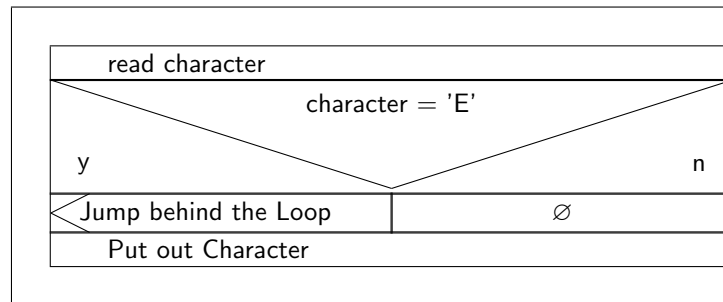 read character
character = 'E'
y
n
Jump behind the Loop
∅
Put out Character